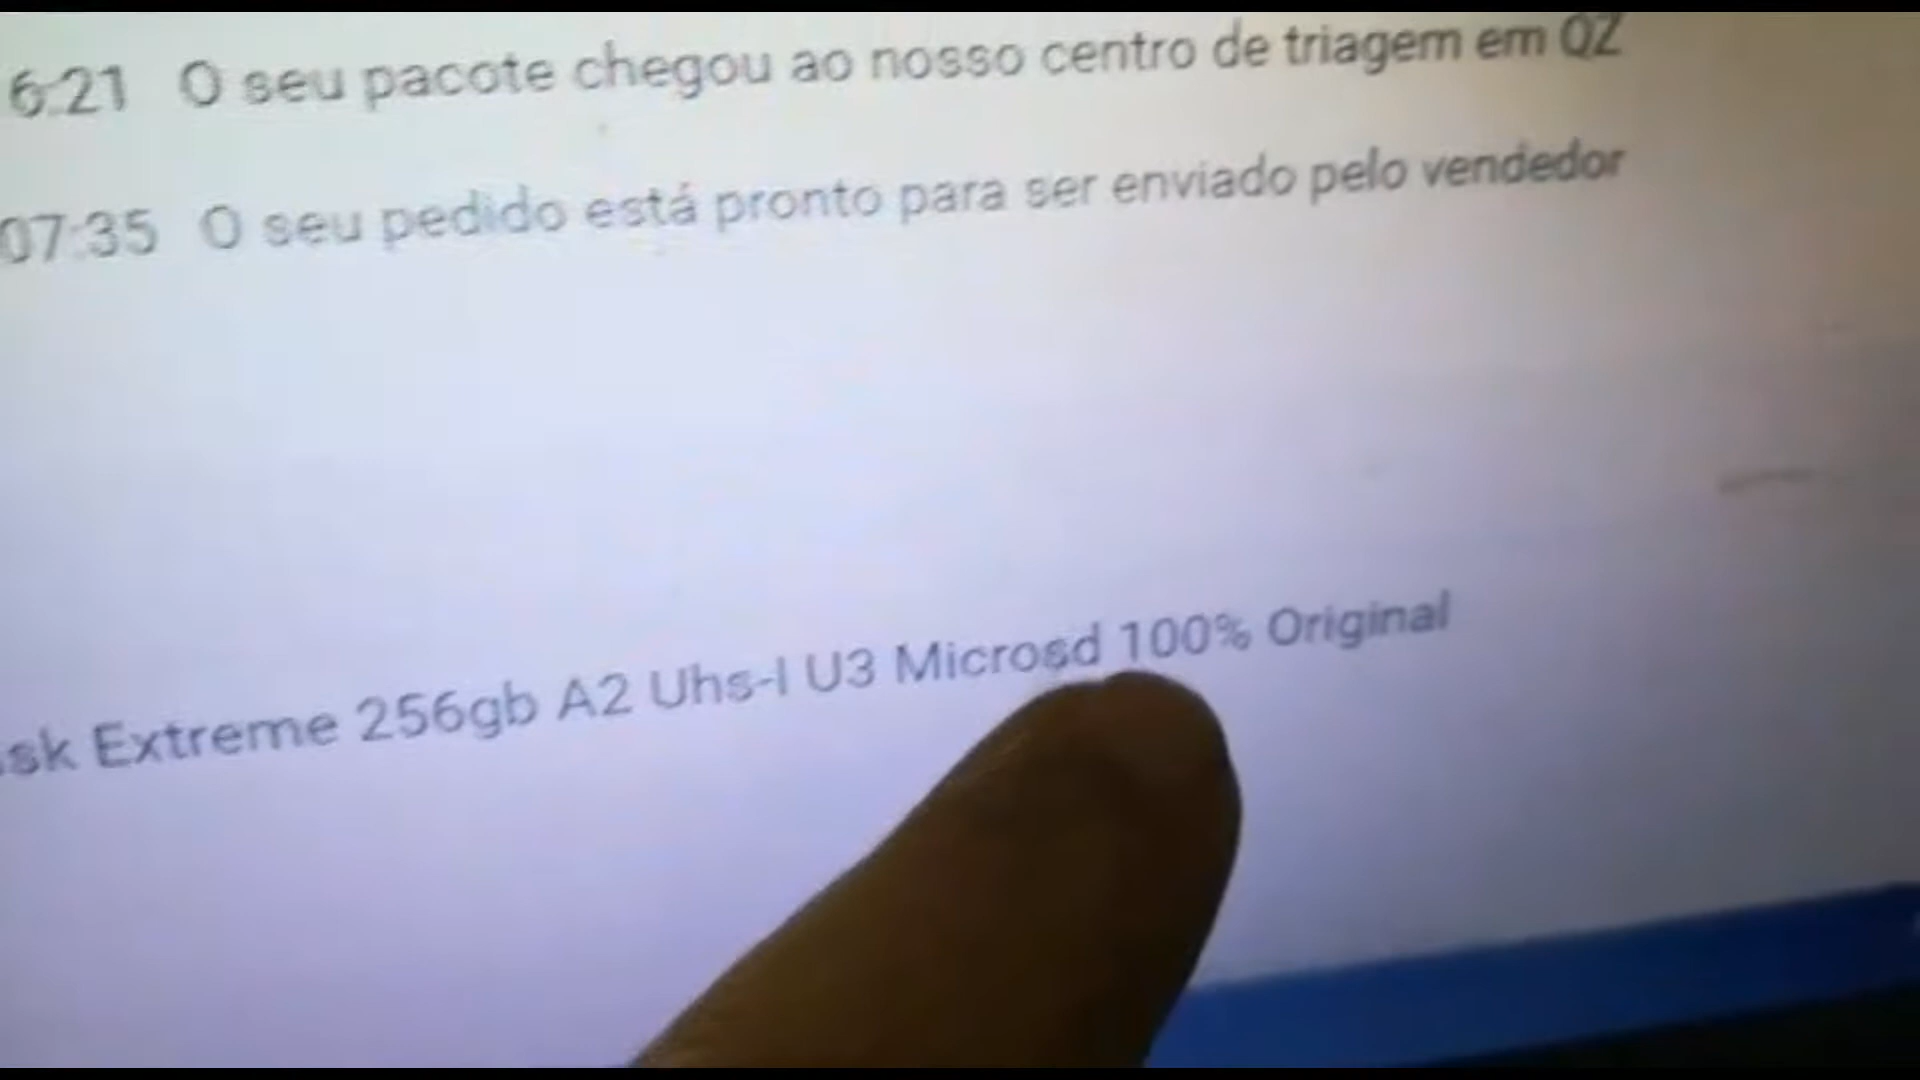 6:21 O seu pacote chegou ao nosso centro de triagem em QZ
07:35 O seu pedido está pronto para ser enviado pelo vendedor
sk Extreme 256gb A2 Uhs-I U3 Microsd 100% Original